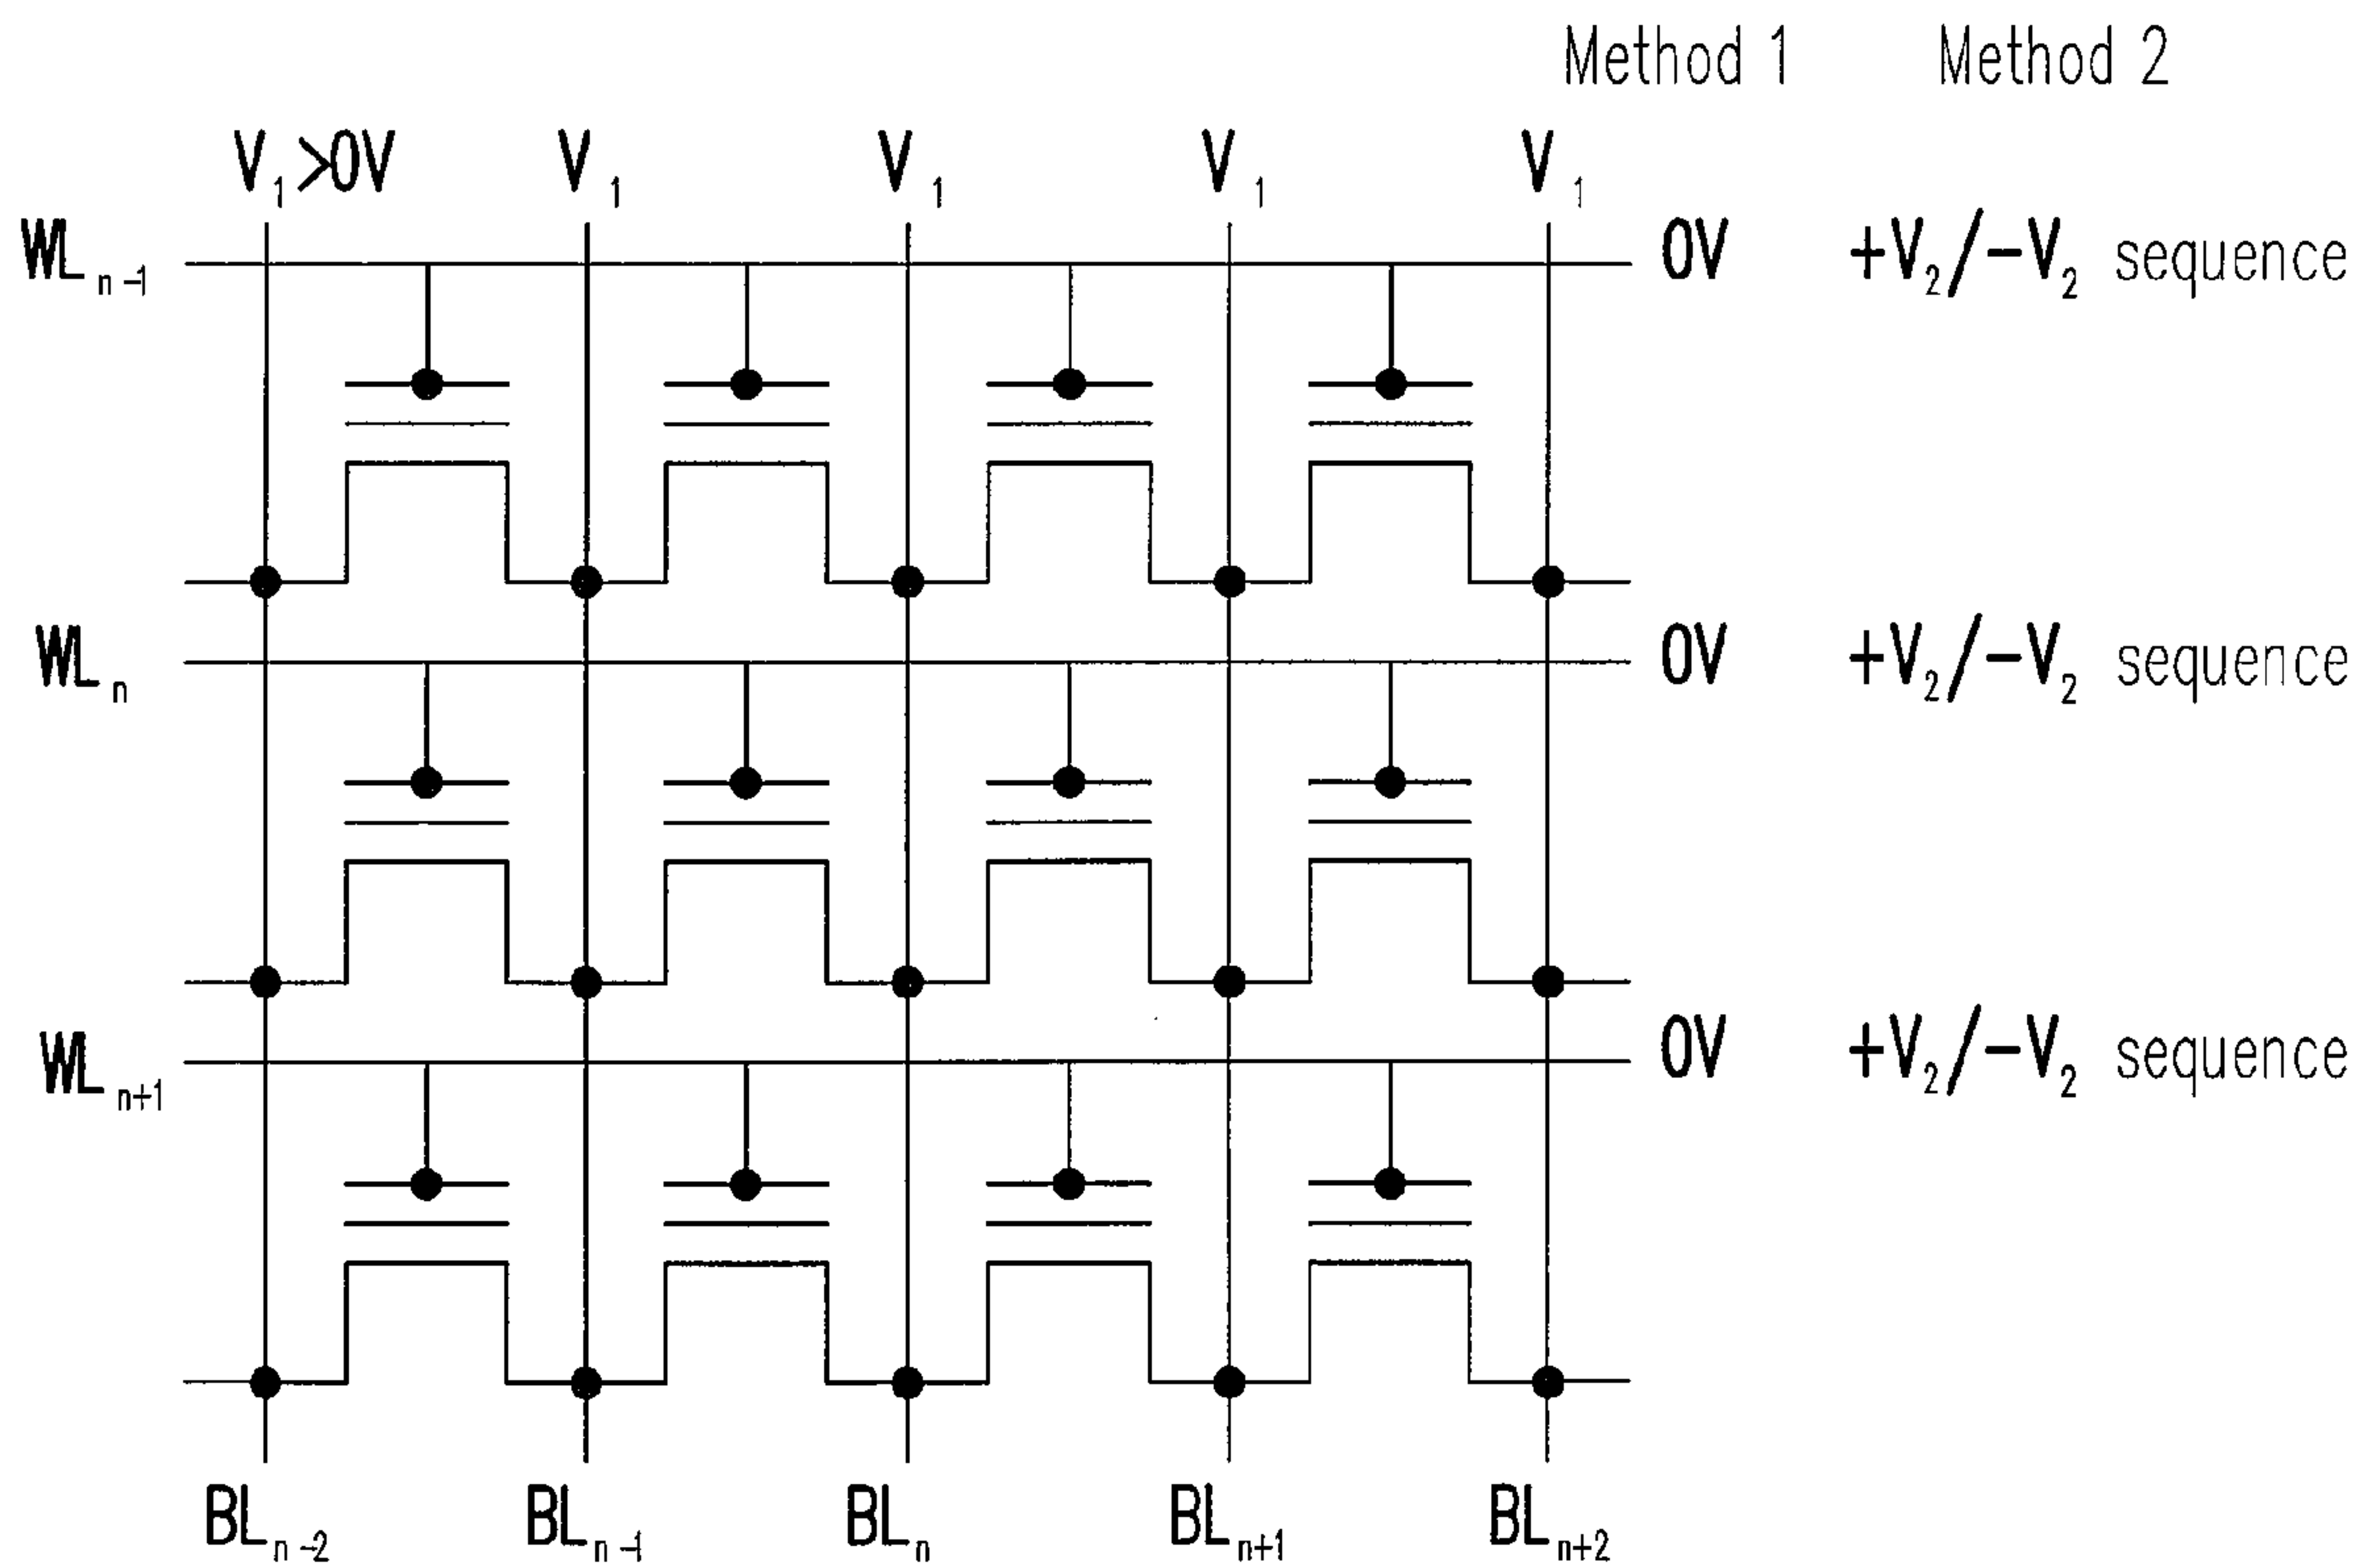 Method 1 Method 2
V₁>0V V₁ V₁ V₁ V₁
WLₙ₋₁ 0V +V₂/-V₂ sequence
WLₙ 0V +V₂/-V₂ sequence
WLₙ₊₁ 0V +V₂/-V₂ sequence
BLₙ₋₂ BLₙ₋₁ BLₙ BLₙ₊₁ BLₙ₊₂